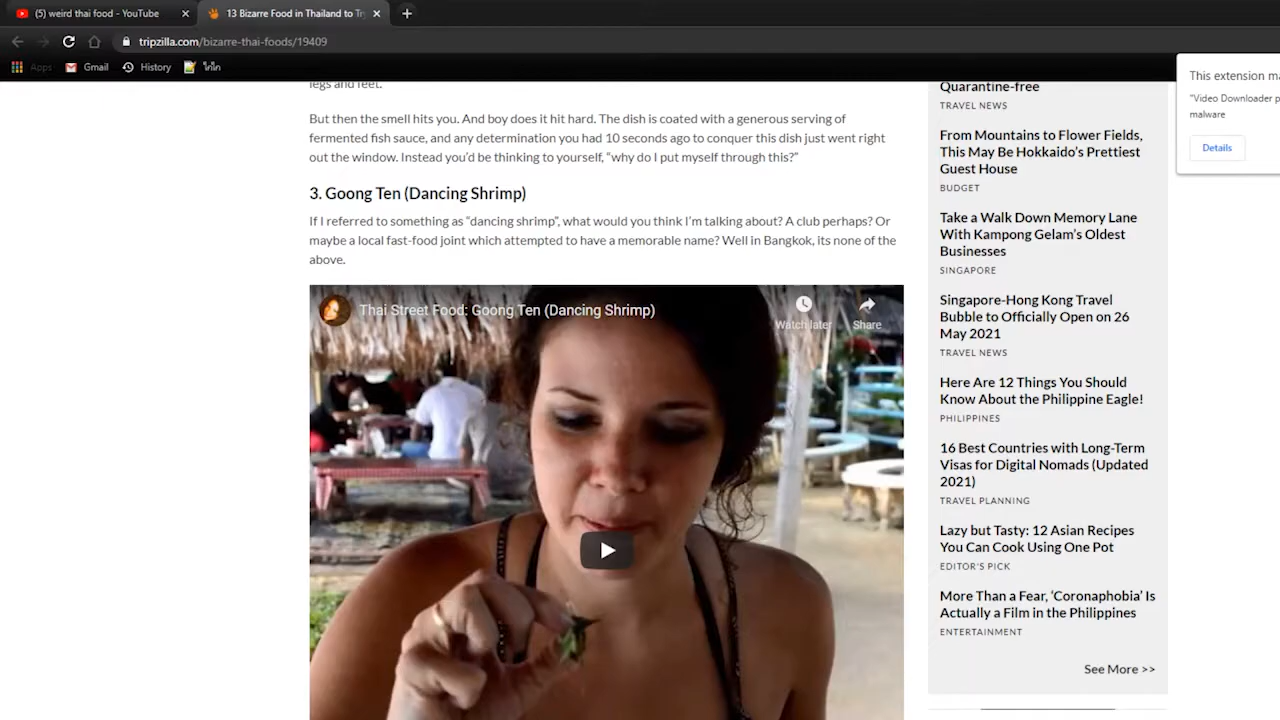 (5) weird thai food - YouTube
13 Bizarre Food in Thailand to Tr
tripzilla.com/bizarre-thai-foods/19409
Apps
Gmail
History
โหโก
legs and feet.
But then the smell hits you. And boy does it hit hard. The dish is coated with a generous serving of
fermented fish sauce, and any determination you had 10 seconds ago to conquer this dish just went right
out the window. Instead you’d be thinking to yourself, “why do I put myself through this?”
3. Goong Ten (Dancing Shrimp)
If I referred to something as “dancing shrimp”, what would you think I’m talking about? A club perhaps? Or
maybe a local fast-food joint which attempted to have a memorable name? Well in Bangkok, its none of the
above.
Thai Street Food: Goong Ten (Dancing Shrimp)
Watch later
Share
Quarantine-free
TRAVEL NEWS
From Mountains to Flower Fields,
This May Be Hokkaido’s Prettiest
Guest House
BUDGET
Take a Walk Down Memory Lane
With Kampong Gelam’s Oldest
Businesses
SINGAPORE
Singapore-Hong Kong Travel
Bubble to Officially Open on 26
May 2021
TRAVEL NEWS
Here Are 12 Things You Should
Know About the Philippine Eagle!
PHILIPPINES
16 Best Countries with Long-Term
Visas for Digital Nomads (Updated
2021)
TRAVEL PLANNING
Lazy but Tasty: 12 Asian Recipes
You Can Cook Using One Pot
EDITOR'S PICK
More Than a Fear, ‘Coronaphobia’ Is
Actually a Film in the Philippines
ENTERTAINMENT
See More >>
This extension ma
"Video Downloader p
malware
Details